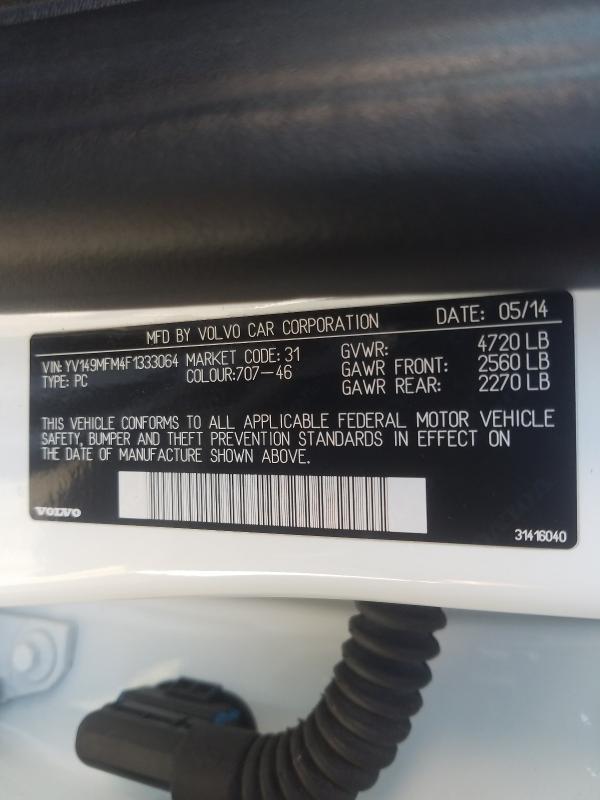 MFD BY VOLVO CAR CORPORATION DATE: 05/14
VIN: YV149MFM4F1333064 MARKET CODE: 31 GVWR: 4720 LB
TYPE: PC COLOUR:707-46 GAWR FRONT: 2560 LB
GAWR REAR: 2270 LB
THIS VEHICLE CONFORMS TO ALL APPLICABLE FEDERAL MOTOR VEHICLE
SAFETY, BUMPER AND THEFT PREVENTION STANDARDS IN EFFECT ON
THE DATE OF MANUFACTURE SHOWN ABOVE.
VOLVO
31416040